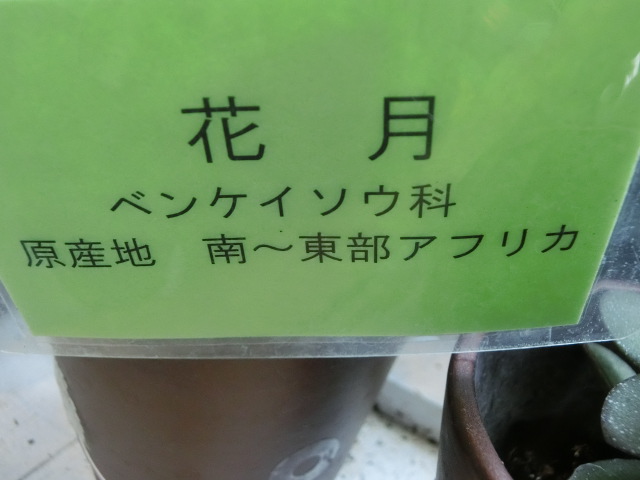 花　月
ベンケイソウ科
原産地　南～東部アフリカ